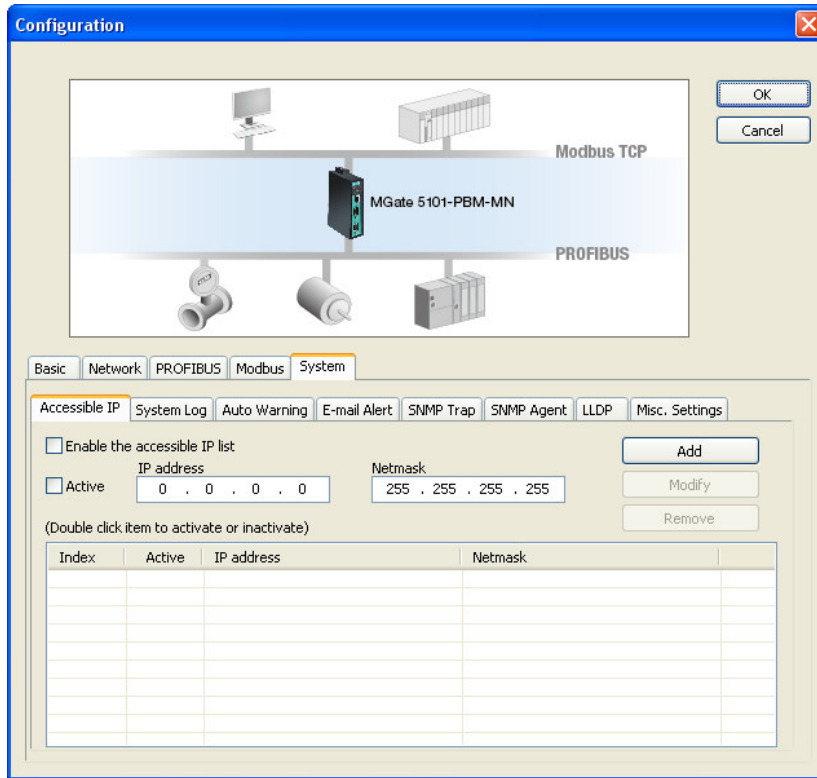 Configuration
OK
Cancel
Modbus TCP
MGate 5101-PBM-MN
PROFIBUS
Basic Network PROFIBUS Modbus System
Accessible IP System Log Auto Warning E-mail Alert SNMP Trap SNMP Agent LLDP Misc. Settings
Enable the accessible IP list
Add
IP address Netmask
Active 0 . 0 . 0 . 0 255 . 255 . 255 . 255
Modify
Remove
(Double click item to activate or inactivate)
Index Active IP address Netmask